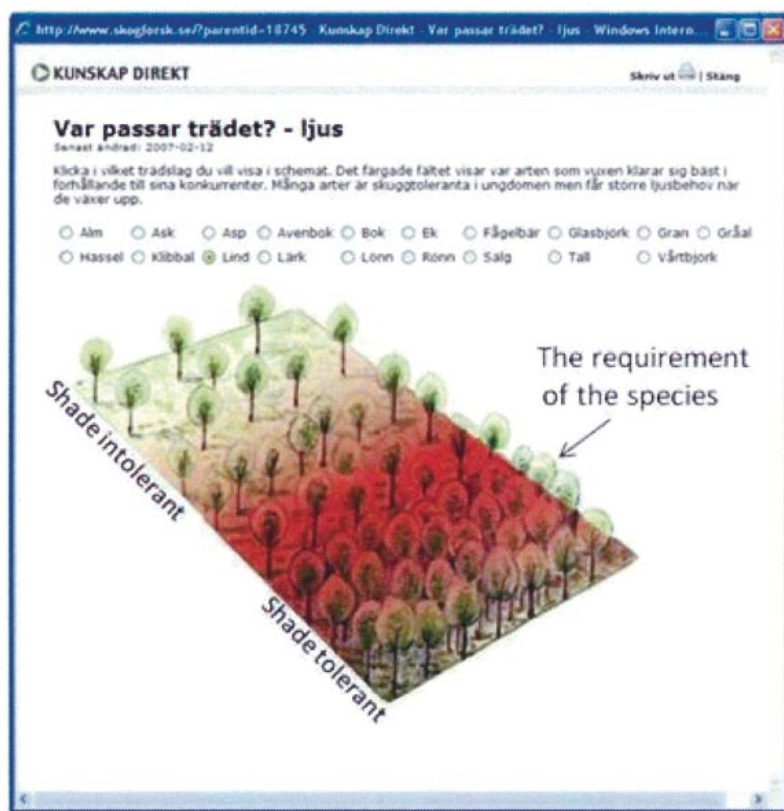 http://www.skogforsk.se/?parentid=18745 - Kunskap Direkt - Var passar trädet? - ljus - Windows Intern...
KUNSKAP DIREKT
Skriv ut | Stäng
Var passar trädet? - ljus
Senast ändrad: 2007-02-12
Klicka i vilket trädslag du vill visa i schemat. Det färgade fältet visar var arten som vuxen klarar sig bäst i
förhållande till sina konkurrenter. Många arter är skuggtoleranta i ungdomen men får större ljusbehov när
de växer upp.
Alm Ask Asp Avenbok Bok Ek Fågelbär Glasbjörk Gran Gråal
Hassel Klibbal Lind Lärk Lönn Rönn Sälg Tall Vårtbjörk
The requirement
of the species
Shade intolerant
Shade tolerant